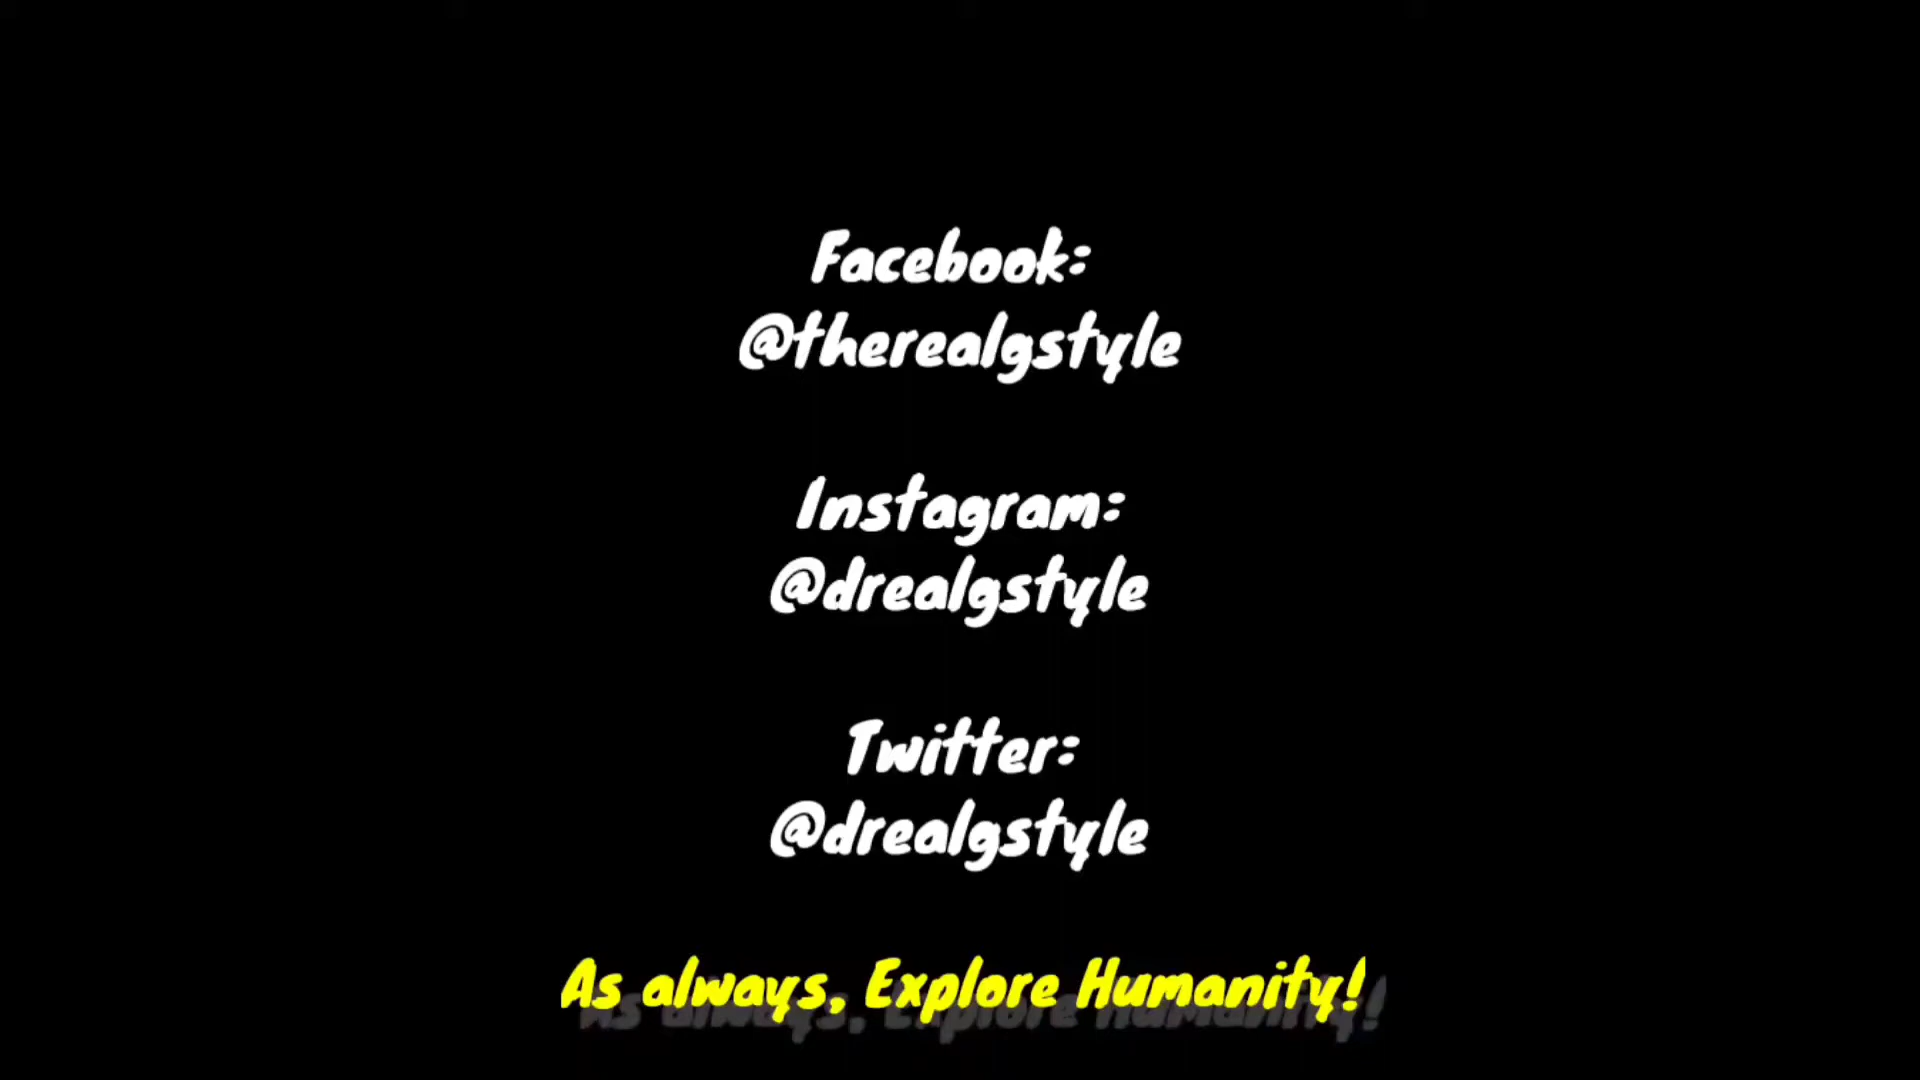 Facebook:
@therealgstyle
Instagram:
@drealgstyle
Twitter:
@drealgstyle
As always, Explore Humanity!